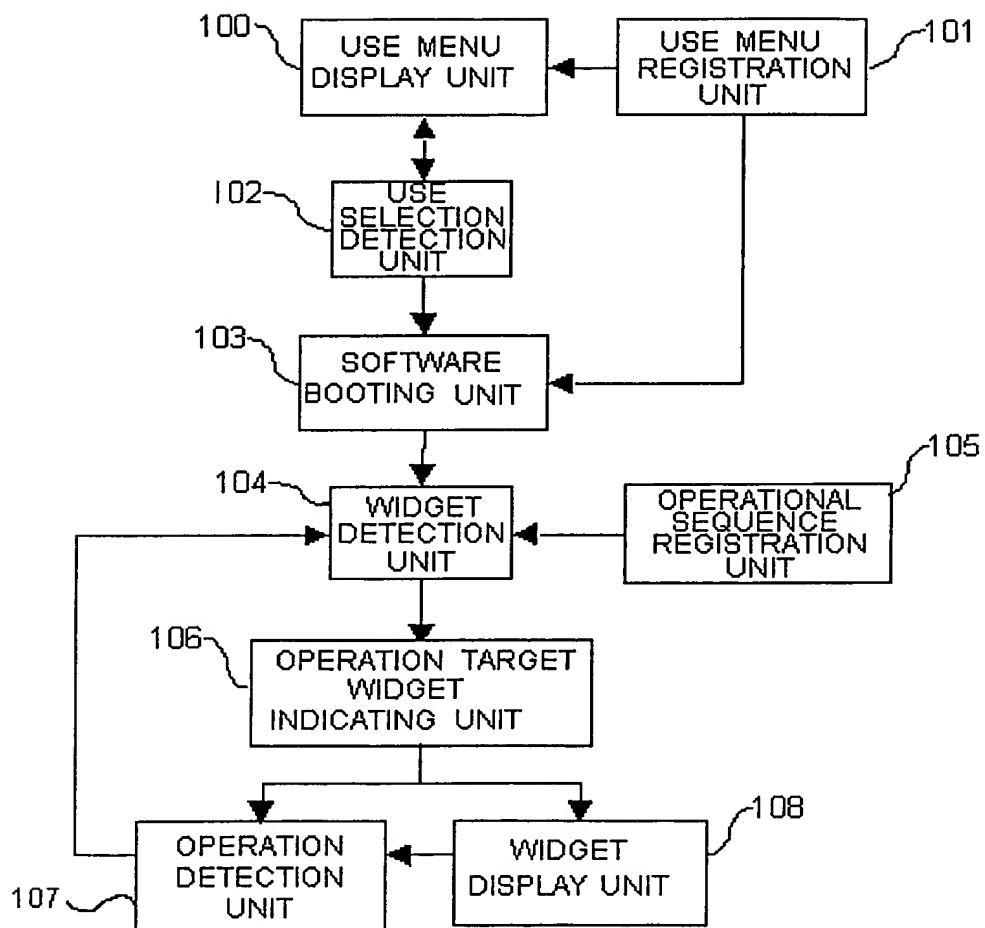 100
USE MENU
DISPLAY UNIT
USE MENU
REGISTRATION
UNIT
101
102
USE
SELECTION
DETECTION
UNIT
103
SOFTWARE
BOOTING UNIT
104
WIDGET
DETECTION
UNIT
105
OPERATIONAL
SEQUENCE
REGISTRATION
UNIT
106
OPERATION TARGET
WIDGET
INDICATING UNIT
107
OPERATION
DETECTION
UNIT
108
WIDGET
DISPLAY UNIT